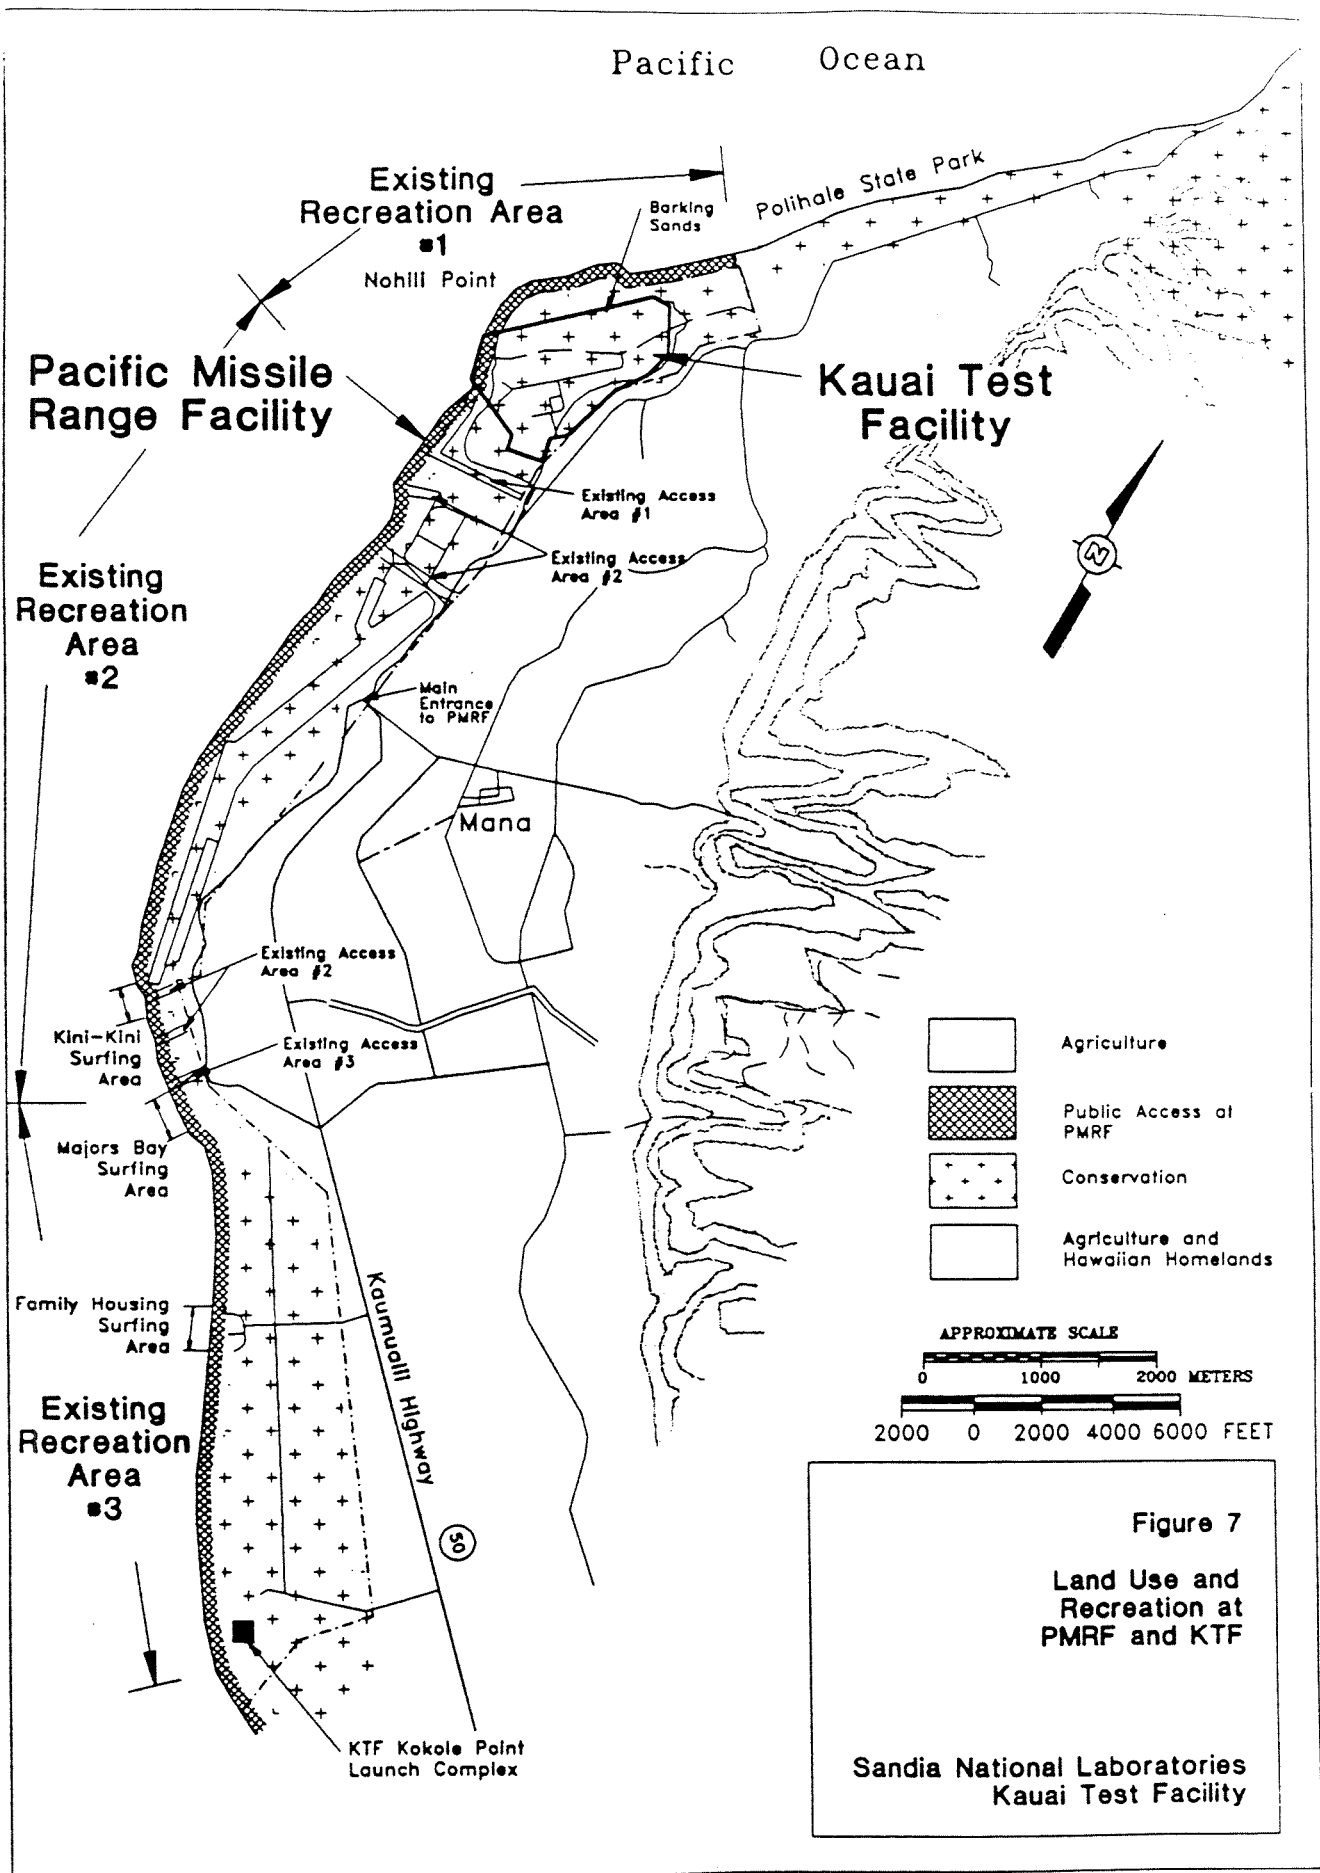 Pacific Ocean
Existing
Recreation Area
#1
Barking
Sands
Polihale State Park
Nohili Point
Pacific Missile
Range Facility
Kauai Test
Facility
Existing Access
Area #1
Existing Access
Area #2
N
Existing
Recreation
Area
#2
Main
Entrance
to PMRF
Mana
Existing Access
Area #2
Kini-Kini
Surfing
Area
Existing Access
Area #3
Majors Bay
Surfing
Area
Agriculture
Public Access at
PMRF
Conservation
Agriculture and
Hawaiian Homelands
Family Housing
Surfing
Area
Kaumualii Highway
50
APPROXIMATE SCALE
0 1000 2000 METERS
2000 0 2000 4000 6000 FEET
Existing
Recreation
Area
#3
KTF Kokole Point
Launch Complex
Figure 7
Land Use and
Recreation at
PMRF and KTF
Sandia National Laboratories
Kauai Test Facility